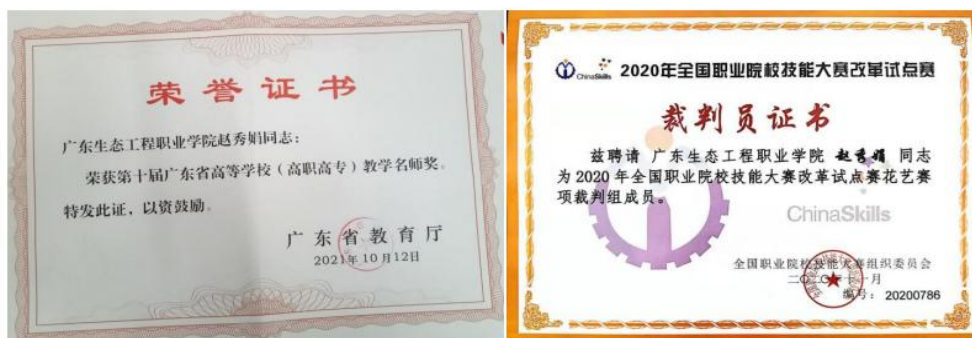 荣誉证书
广东生态工程职业学院赵秀娟同志:
荣获第十届广东省高等学校(高职高专)教学名师奖。
特发此证,以资鼓励。
广东省教育厅
2021年10月12日
ChinaSkills 2020年全国职业院校技能大赛改革试点赛
裁判员证书
兹聘请 广东生态工程职业学院 赵秀娟 同志
为2020年全国职业院校技能大赛改革试点赛花艺赛
项裁判组成员。
ChinaSkills
全国职业院校技能大赛组织委员会
二〇二〇年十一月
编号: 20200786